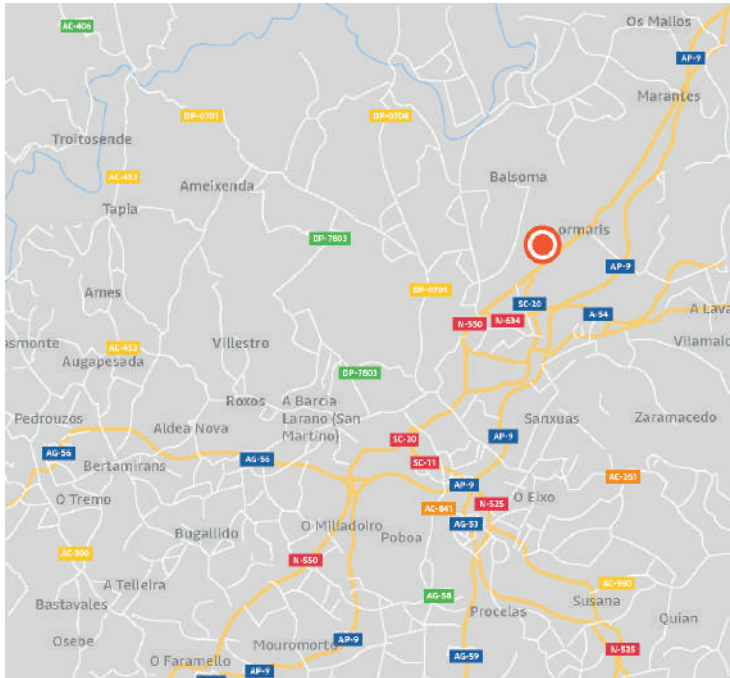 Os Mallos
AC-406
AP-9
Marantes
DP-0701
DP-0704
Troitosende
AC-453
Ameixenda
Balsoma
Tapia
ormaris
DP-7803
AP-9
Ames
DP-0701
SC-20
A-54
A Lava
N-550
N-634
asmonte
AC-453
Villestro
Vilamaio
Augapesada
DP-7803
Roxos
A Barcia
Larano (San
Martino)
Pedrouzos
Aldea Nova
Sanxuas
Zaramacedo
SC-20
AP-9
AG-56
AG-56
Bertamirans
SC-11
AC-261
O Tremo
AP-9
O Eixo
AC-841
N-525
AG-53
O Milladoiro
Bugallido
Poboa
AC-300
N-550
A Telleira
AC-960
Bastavales
AG-58
Susana
Procelas
Quian
Osebe
Mouromorto
AP-9
N-525
O Faramello
AP-9
AG-59